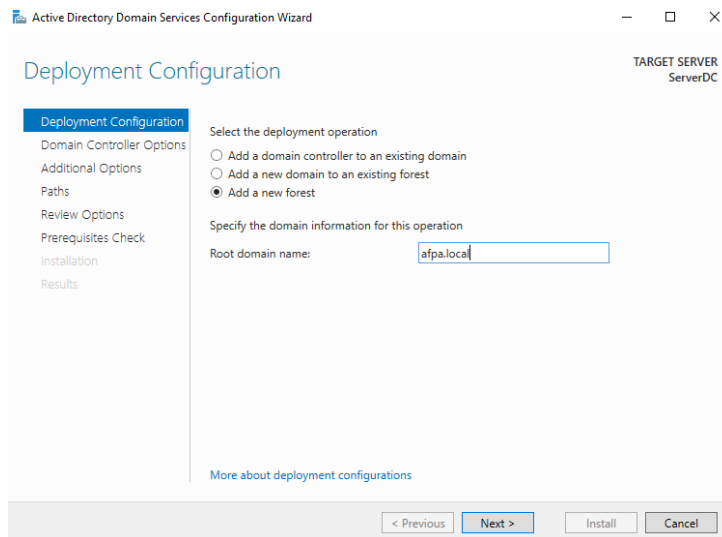 Active Directory Domain Services Configuration Wizard
Deployment Configuration
TARGET SERVER
ServerDC
Deployment Configuration
Domain Controller Options
Additional Options
Paths
Review Options
Prerequisites Check
Installation
Results
Select the deployment operation
Add a domain controller to an existing domain
Add a new domain to an existing forest
Add a new forest
Specify the domain information for this operation
Root domain name: afpa.local
More about deployment configurations
< Previous Next > Install Cancel